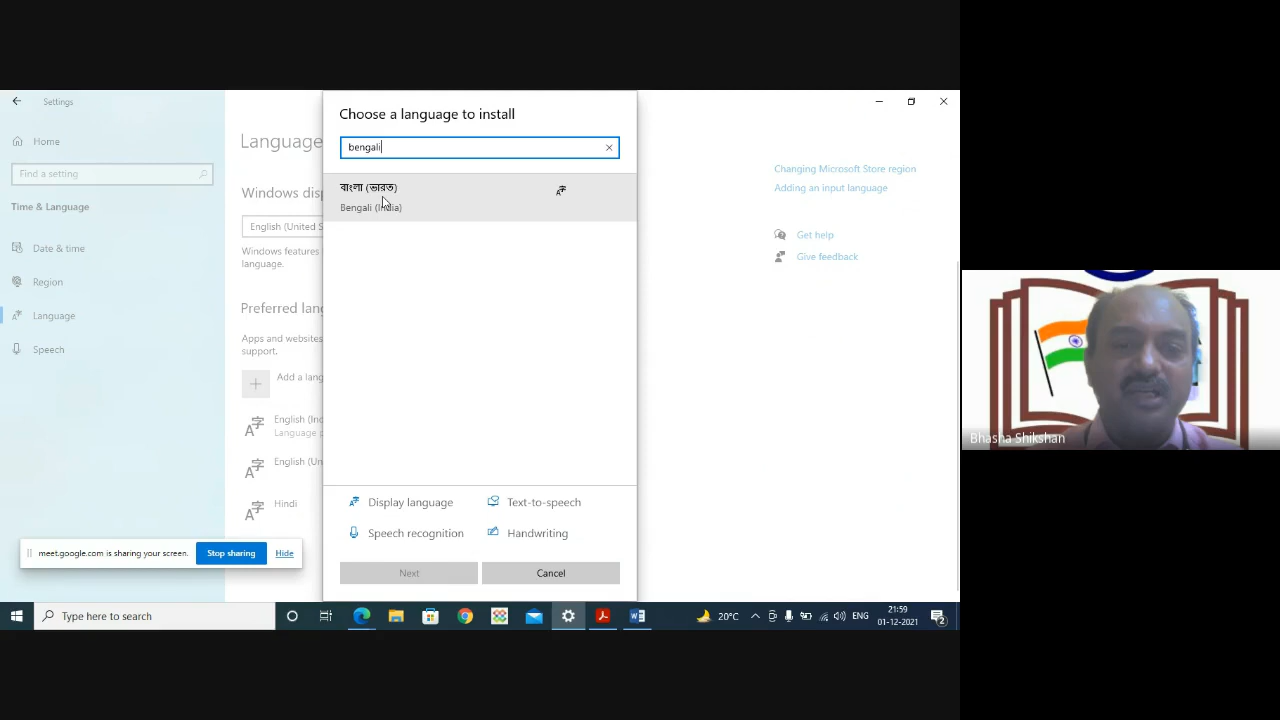 Settings
Home
Find a setting
Time & Language
Date & time
Region
Language
Speech
Language
Windows dis
English (United S
Windows features
language.
Preferred lan
Apps and websites
support.
Add a lang
English (Ind
Language p
English (Un
Hindi
Choose a language to install
bengali
বাংলা (ভারত)
Bengali (India)
Display language
Text-to-speech
Speech recognition
Handwriting
Next
Cancel
Changing Microsoft Store region
Adding an input language
Get help
Give feedback
meet.google.com is sharing your screen.
Stop sharing
Hide
Type here to search
20°C
ENG
21:59
01-12-2021
2
Bhasha Shikshan